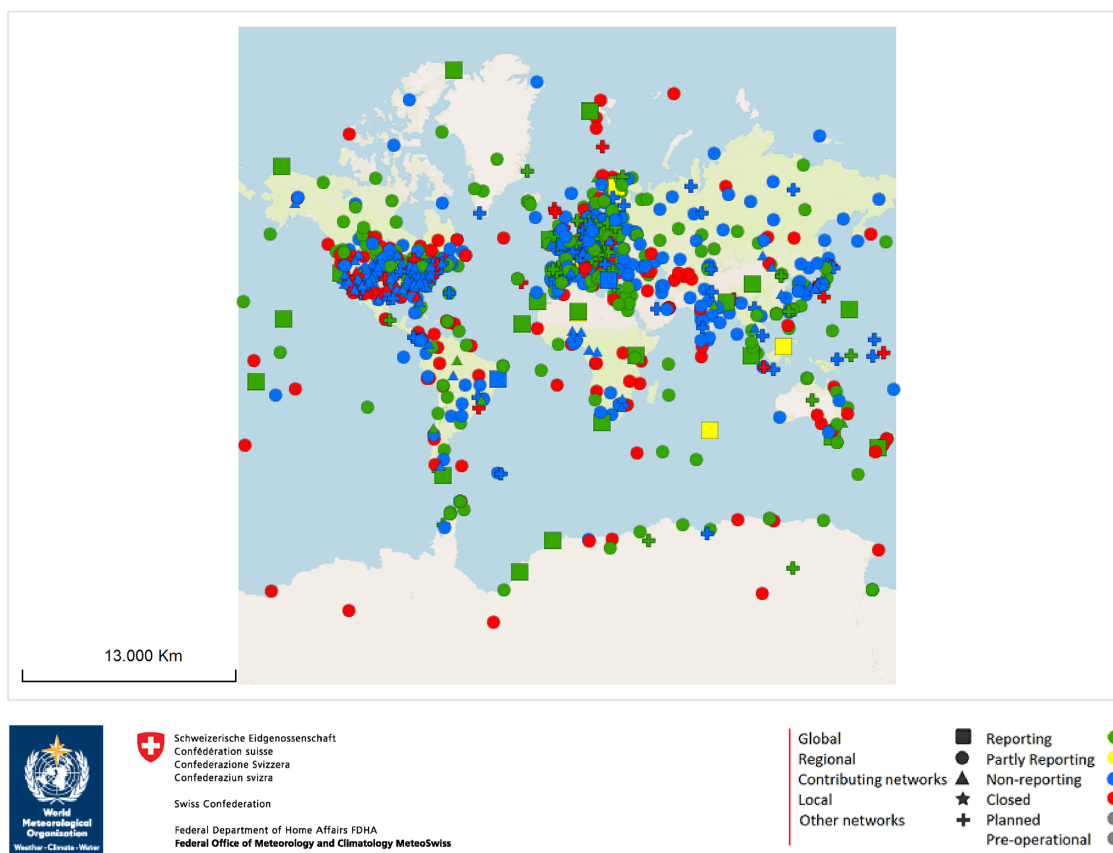 13.000 Km
Schweizerische Eidgenossenschaft
Confédération suisse
Confederazione Svizzera
Confederaziun svizra
Swiss Confederation
Federal Department of Home Affairs FDHA
Federal Office of Meteorology and Climatology MeteoSwiss
World
Meteorological
Organization
Weather - Climate - Water
Global
Regional
Contributing networks
Local
Other networks
Reporting
Partly Reporting
Non-reporting
Closed
Planned
Pre-operational